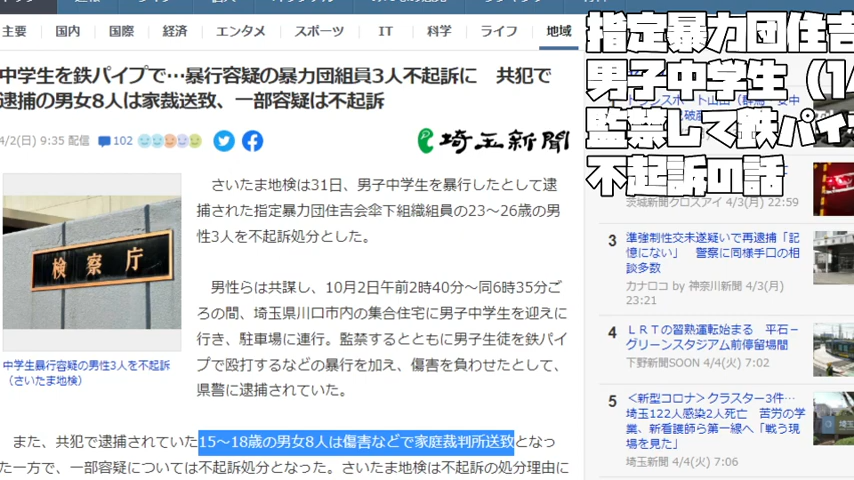 主要 国内 国際 経済 エンタメ スポーツ IT 科学 ライフ 地域
中学生を鉄パイプで…暴行容疑の暴力団組員3人不起訴に 共犯で
逮捕の男女8人は家裁送致、一部容疑は不起訴
4/2(日) 9:35 配信 102
埼玉新聞
検察庁
中学生暴行容疑の男性3人を不起訴
（さいたま地検）
さいたま地検は31日、男子中学生を暴行したとして逮
捕された指定暴力団住吉会傘下組織組員の23～26歳の男
性3人を不起訴処分とした。
男性らは共謀し、10月2日午前2時40分～同6時35分ご
ろの間、埼玉県川口市内の集合住宅に男子中学生を迎えに
行き、駐車場に連行。監禁するとともに男子生徒を鉄パイ
プで殴打するなどの暴行を加え、傷害を負わせたとして、
県警に逮捕されていた。
また、共犯で逮捕されていた15～18歳の男女8人は傷害などで家庭裁判所送致となっ
た一方で、一部容疑については不起訴処分となった。さいたま地検は不起訴の処分理由に
指定暴力団住吉
男子中学生（1
監禁して鉄パイ
不起訴の話
茨城新聞クロスアイ 4/3(月) 22:59
3 準強制性交未遂疑いで再逮捕「記
憶にない」 警察に同様手口の相
談多数
カナロコ by 神奈川新聞 4/3(月)
23:21
4 ＬＲＴの習熟運転始まる 平石－
グリーンスタジアム前停留場間
下野新聞SOON 4/4(火) 7:02
5 ＜新型コロナ＞クラスター3件…
埼玉122人感染2人死亡 苦労の学
業、新看護師ら第一線へ「戦う現
場を見た」
埼玉新聞 4/4(火) 7:06